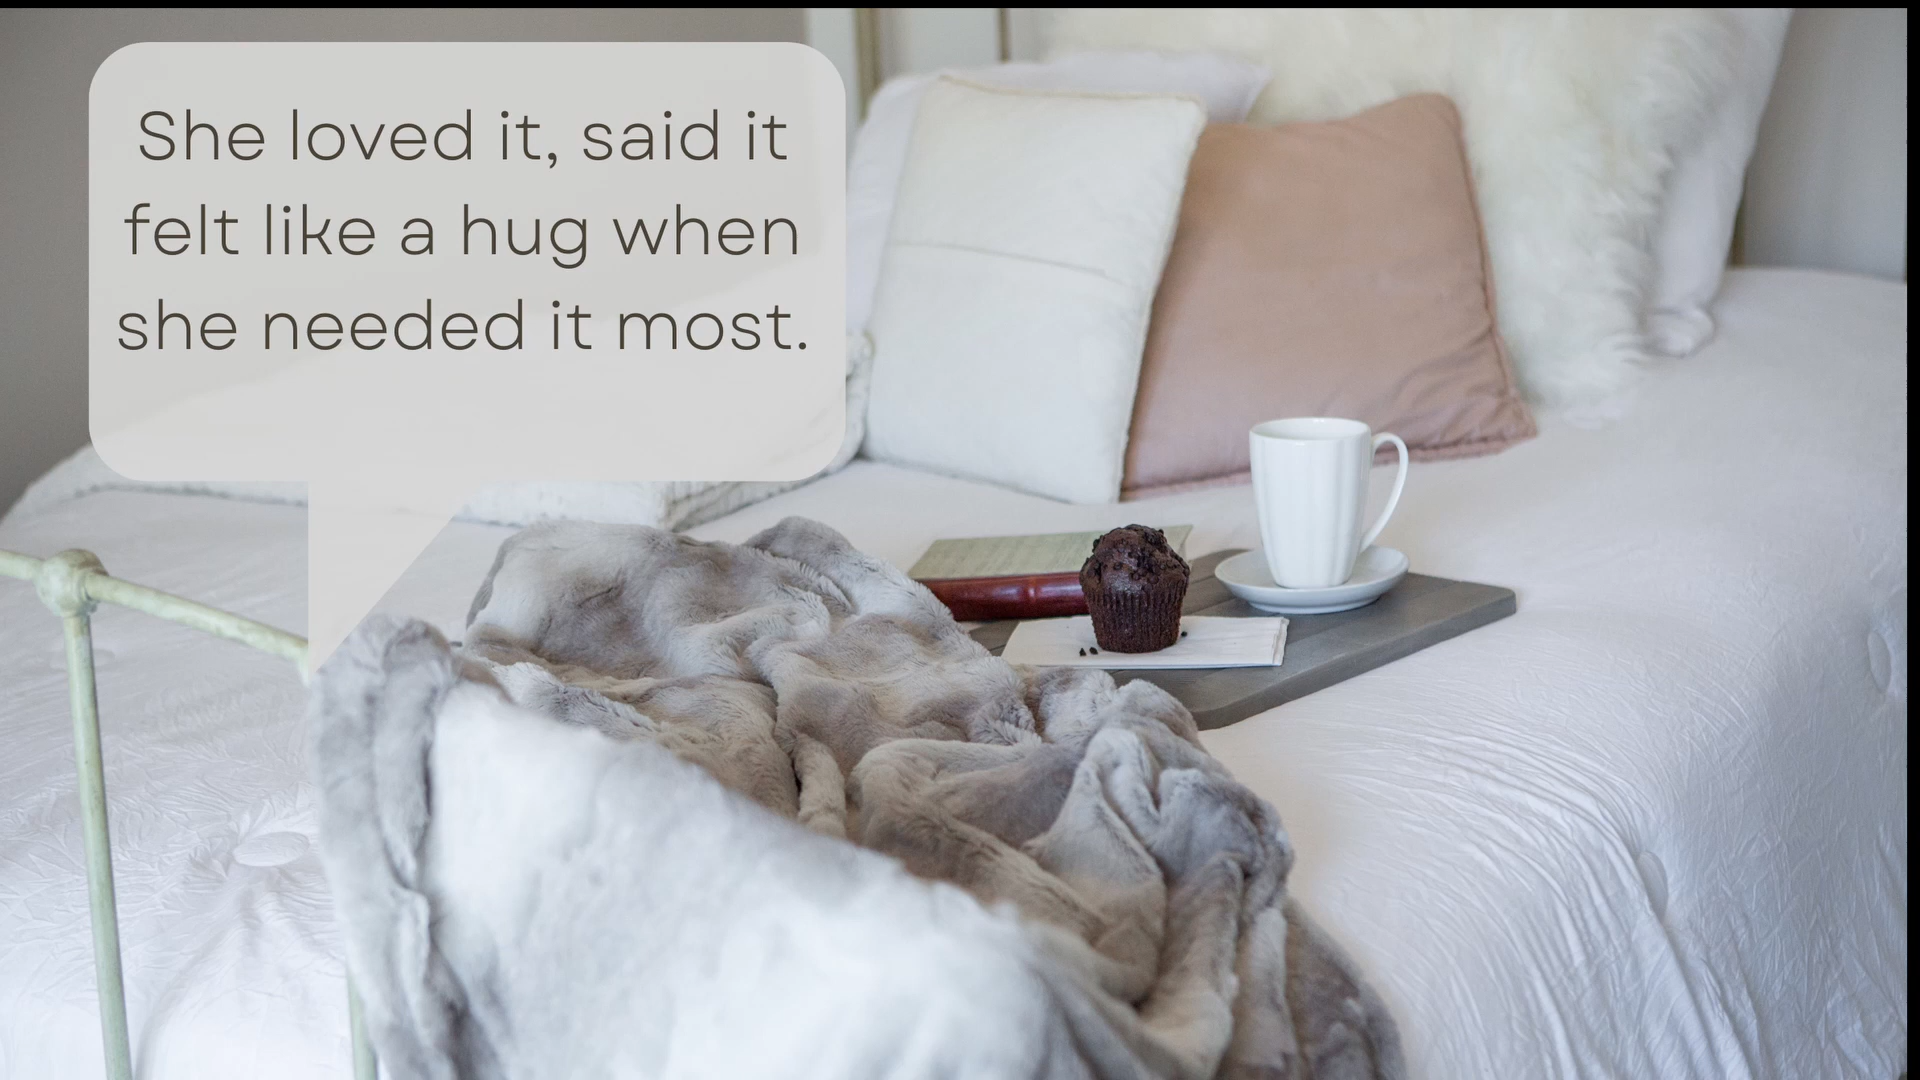 She loved it, said it
felt like a hug when
she needed it most.